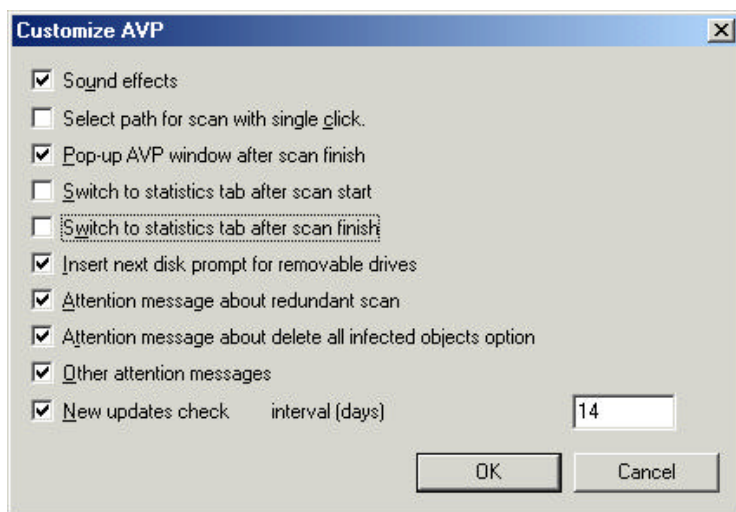 Customize AVP
Sound effects
Select path for scan with single click.
Pop-up AVP window after scan finish
Switch to statistics tab after scan start
Switch to statistics tab after scan finish
Insert next disk prompt for removable drives
Attention message about redundant scan
Attention message about delete all infected objects option
Other attention messages
New updates check interval (days) 14
OK Cancel